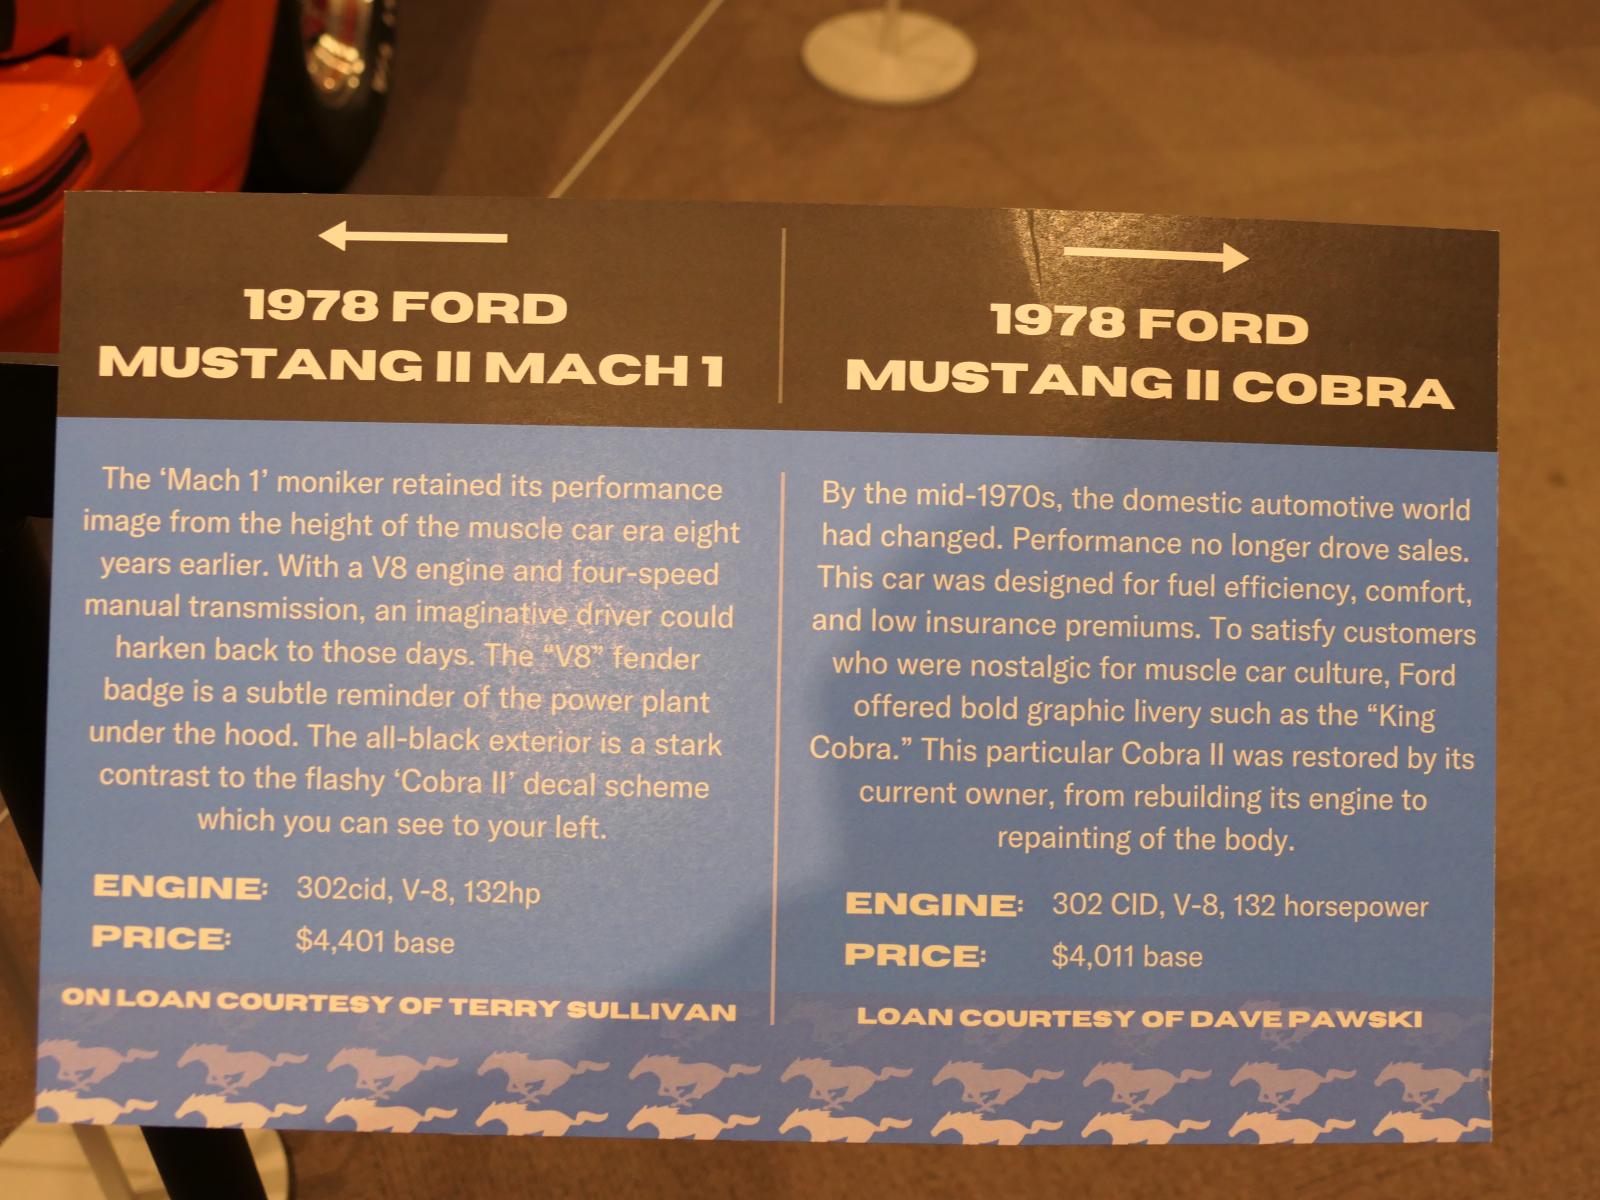 1978 FORD
MUSTANG II MACH 1
The ‘Mach 1’ moniker retained its performance
image from the height of the muscle car era eight
years earlier. With a V8 engine and four-speed
manual transmission, an imaginative driver could
harken back to those days. The “V8” fender
badge is a subtle reminder of the power plant
under the hood. The all-black exterior is a stark
contrast to the flashy ‘Cobra II’ decal scheme
which you can see to your left.
ENGINE: 302cid, V-8, 132hp
PRICE: $4,401 base
ON LOAN COURTESY OF TERRY SULLIVAN
1978 FORD
MUSTANG II COBRA
By the mid-1970s, the domestic automotive world
had changed. Performance no longer drove sales.
This car was designed for fuel efficiency, comfort,
and low insurance premiums. To satisfy customers
who were nostalgic for muscle car culture, Ford
offered bold graphic livery such as the “King
Cobra.” This particular Cobra II was restored by its
current owner, from rebuilding its engine to
repainting of the body.
ENGINE: 302 CID, V-8, 132 horsepower
PRICE: $4,011 base
LOAN COURTESY OF DAVE PAWSKI